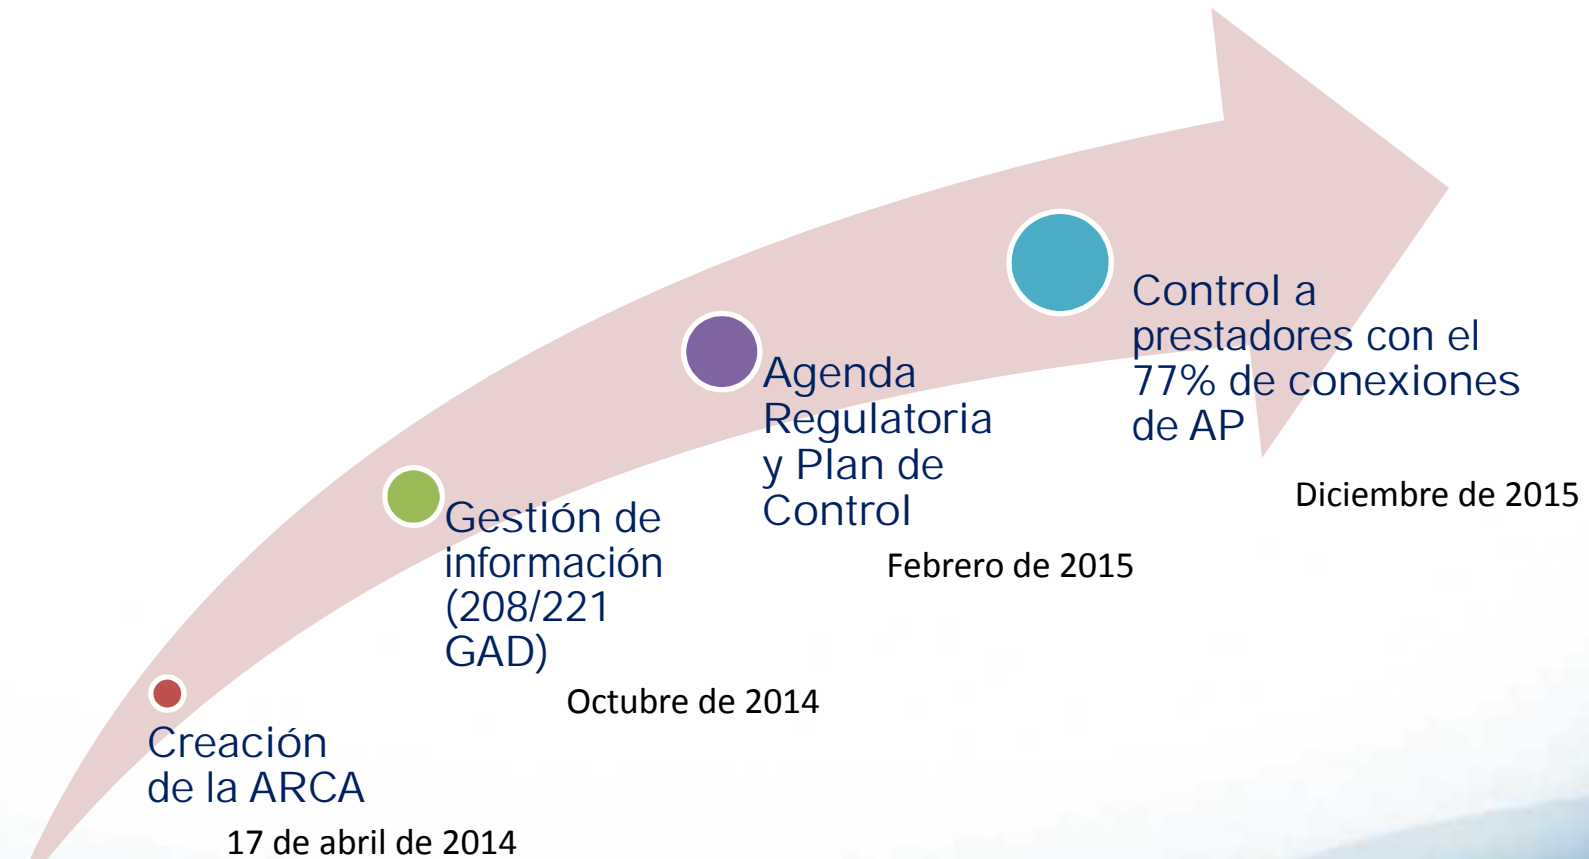 Creación
de la ARCA
17 de abril de 2014
Gestión de
información
(208/221
GAD)
Octubre de 2014
Agenda
Regulatoria
y Plan de
Control
Febrero de 2015
Control a
prestadores con el
77% de conexiones
de AP
Diciembre de 2015